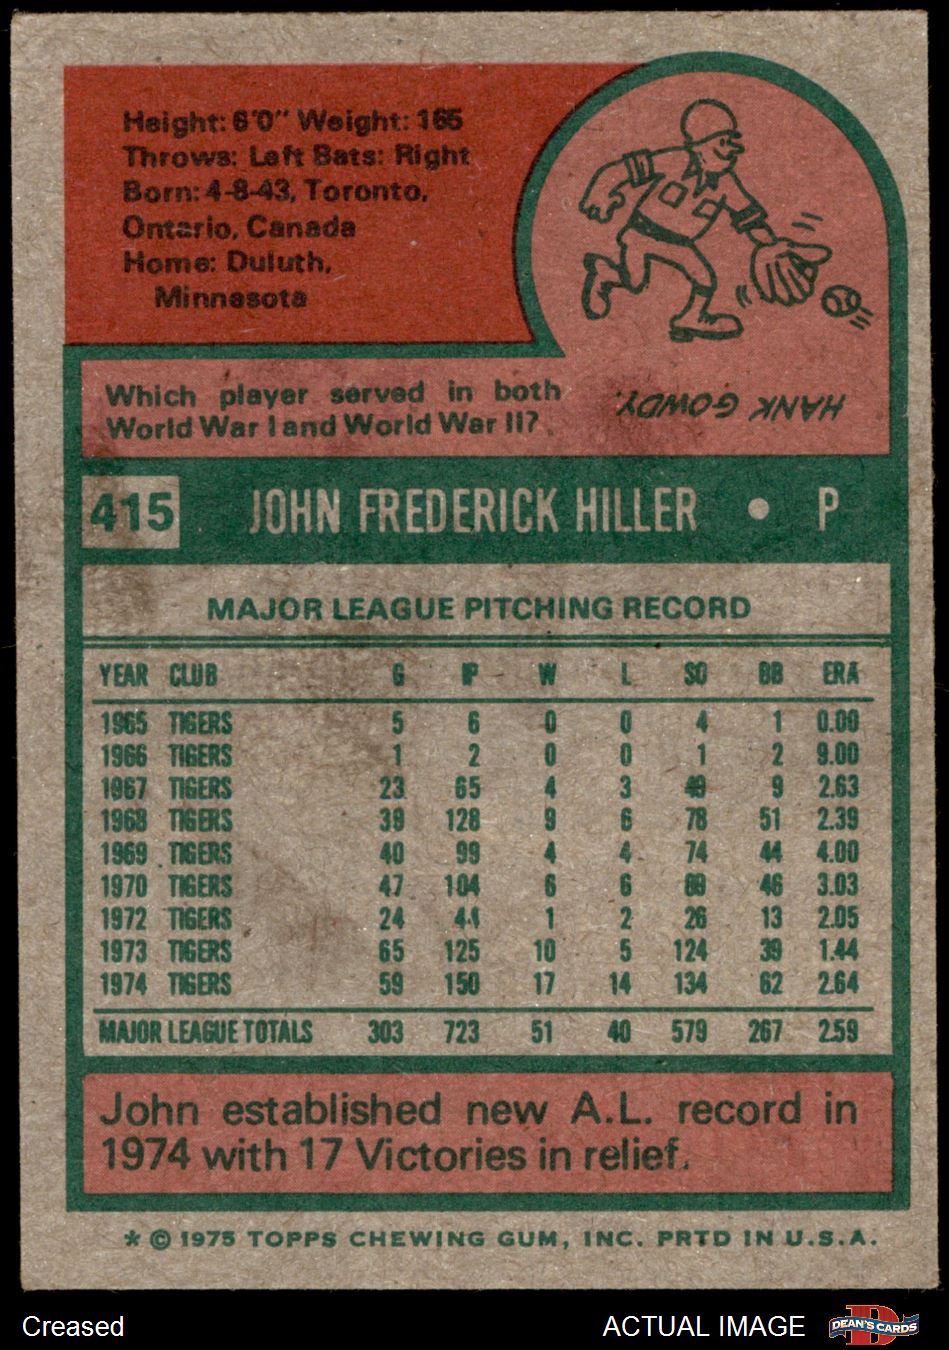 Height: 6'0" Weight: 165
Throws: Left Bats: Right
Born: 4-8-43, Toronto,
Ontario, Canada
Home: Duluth,
Minnesota
Which player served in both
World War I and World War II?
HANK GOWDY.
415 JOHN FREDERICK HILLER • P
MAJOR LEAGUE PITCHING RECORD
YEAR CLUB G IP W L SO BB ERA
1965 TIGERS 5 6 0 0 4 1 0.00
1966 TIGERS 1 2 0 0 1 2 9.00
1967 TIGERS 23 65 4 3 49 9 2.63
1968 TIGERS 39 128 9 6 78 51 2.39
1969 TIGERS 40 99 4 4 74 44 4.00
1970 TIGERS 47 104 6 6 89 46 3.03
1972 TIGERS 24 44 1 2 26 13 2.05
1973 TIGERS 65 125 10 5 124 39 1.44
1974 TIGERS 59 150 17 14 134 62 2.64
MAJOR LEAGUE TOTALS 303 723 51 40 579 267 2.59
John established new A.L. record in
1974 with 17 Victories in relief.
* © 1975 TOPPS CHEWING GUM, INC. PRTD IN U.S.A.
Creased ACTUAL IMAGE DEAN'S CARDS